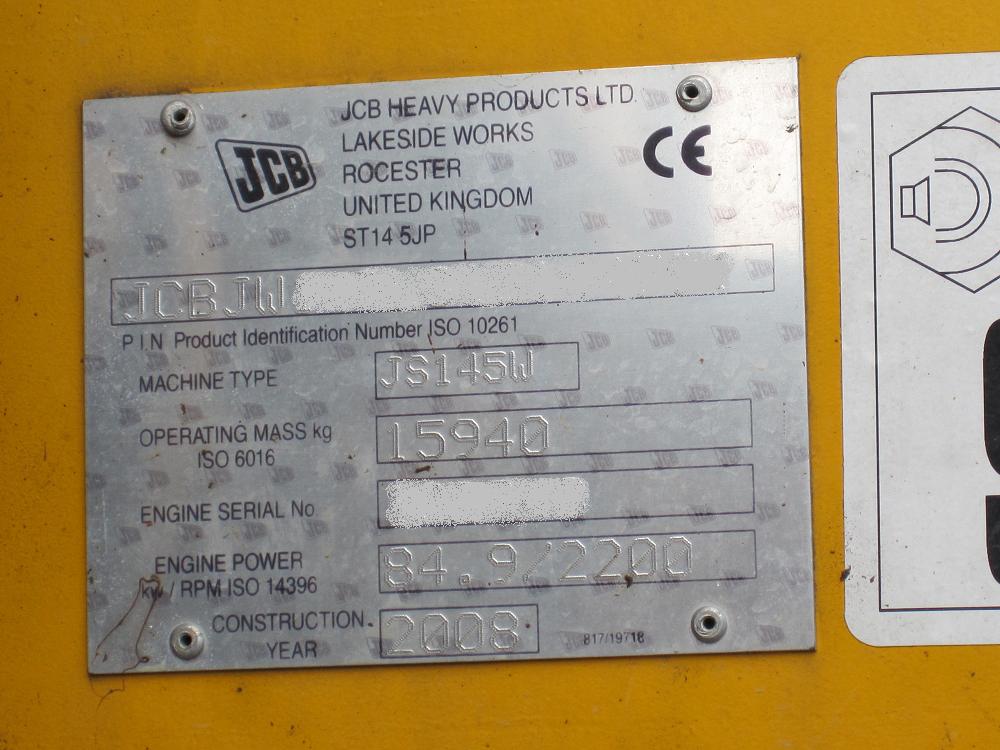 JCB
JCB HEAVY PRODUCTS LTD.
LAKESIDE WORKS
ROCESTER
UNITED KINGDOM
ST14 5JP
CE
JCBJW
P I N Product Identification Number ISO 10261
MACHINE TYPE JS145W
OPERATING MASS kg 15940
ISO 6016
ENGINE SERIAL No
ENGINE POWER 84.9/2200
kw / RPM ISO 14396
CONSTRUCTION 2008
YEAR
817/19718